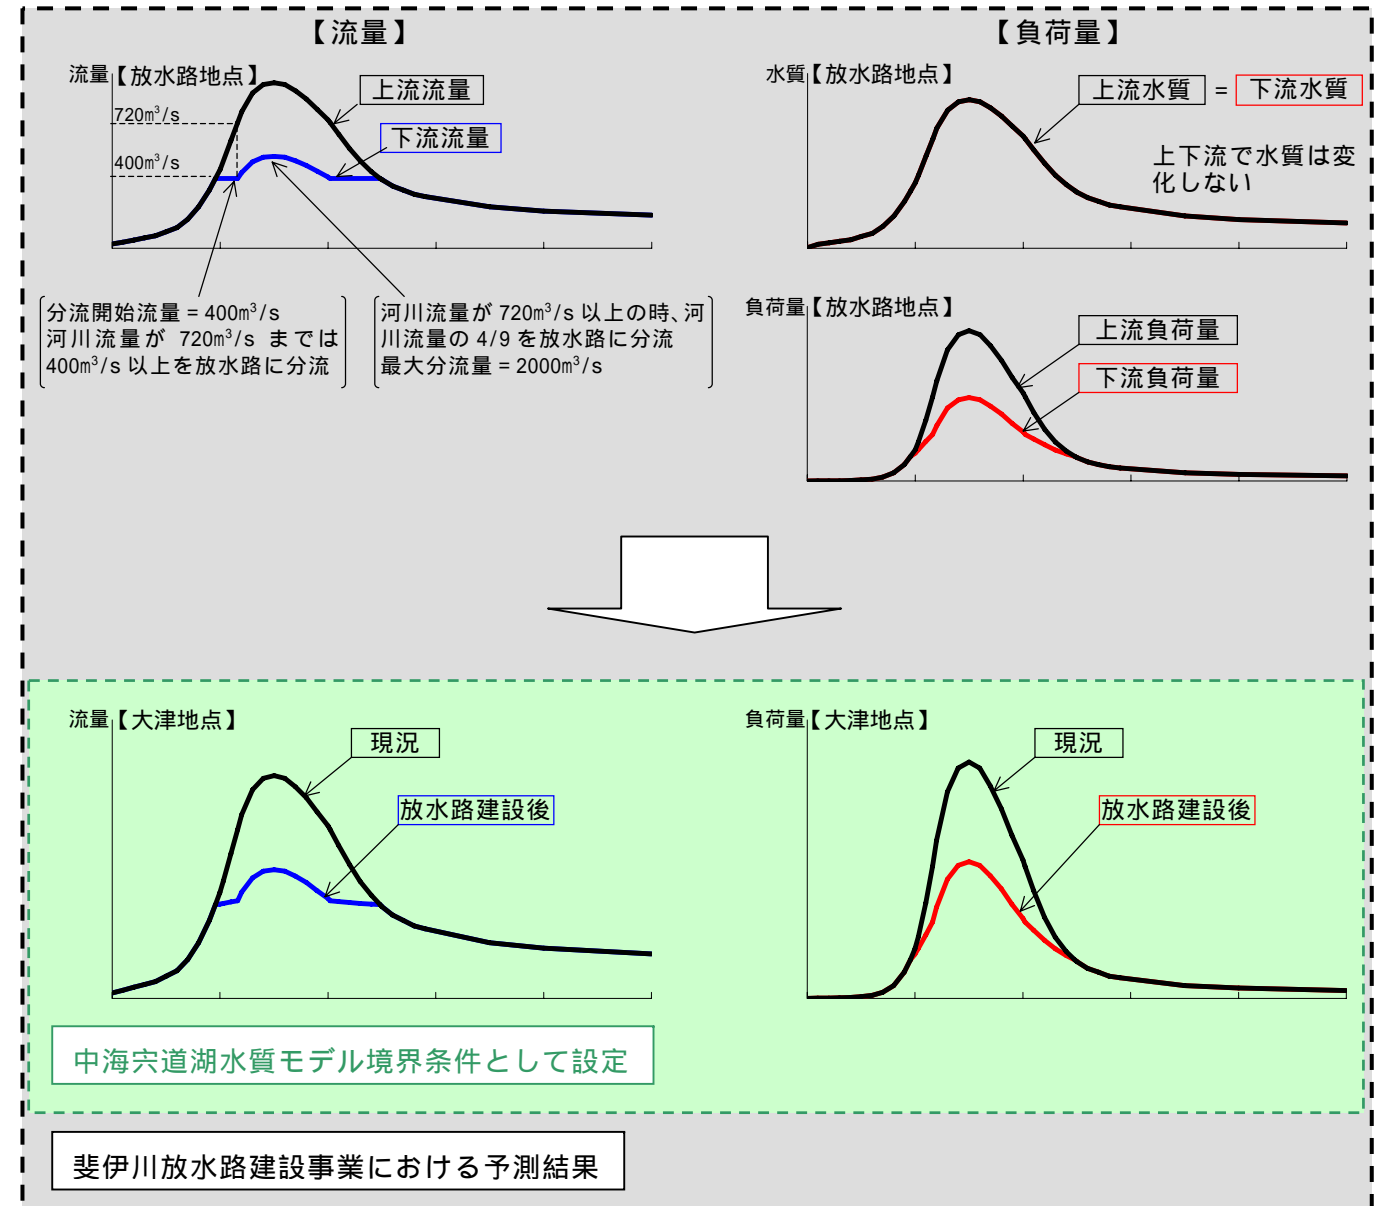 【流量】
【負荷量】
流量【放水路地点】
上流流量
720m³/s
下流流量
400m³/s
水質【放水路地点】
上流水質 = 下流水質
上下流で水質は変
化しない
分流開始流量 = 400m³/s
河川流量が 720m³/s までは
400m³/s 以上を放水路に分流
河川流量が 720m³/s 以上の時、河
川流量の 4/9 を放水路に分流
最大分流量 = 2000m³/s
負荷量【放水路地点】
上流負荷量
下流負荷量
流量【大津地点】
現況
放水路建設後
負荷量【大津地点】
現況
放水路建設後
中海宍道湖水質モデル境界条件として設定
斐伊川放水路建設事業における予測結果